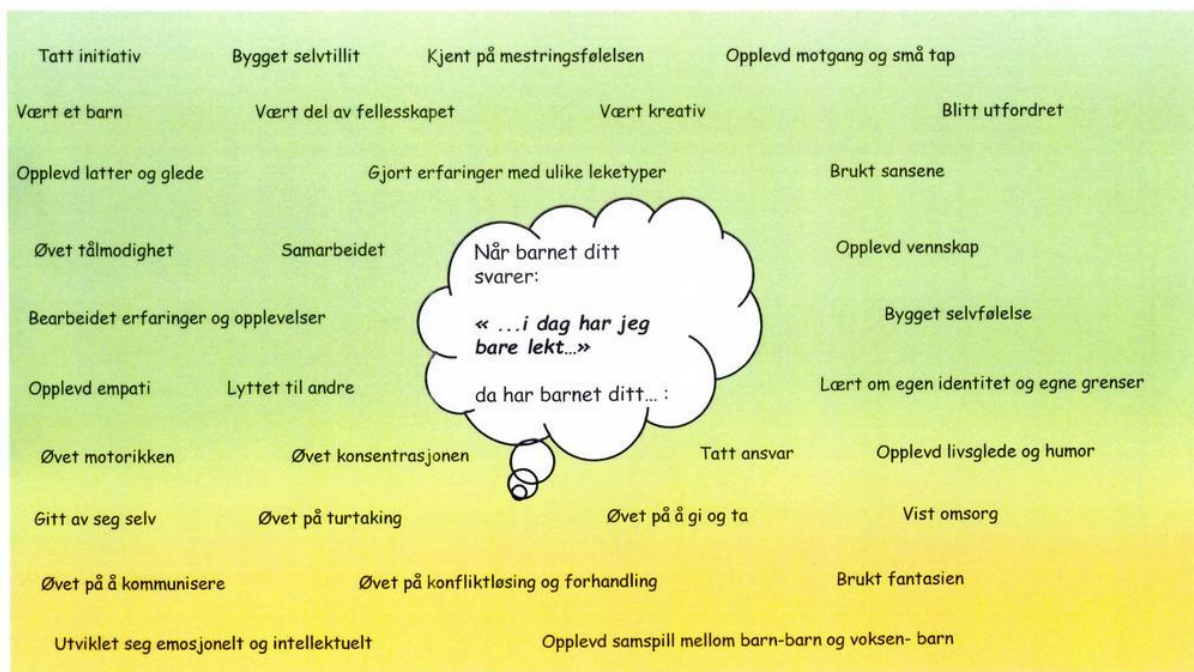 Tatt initiativ Bygget selvtillit Kjent på mestringsfølelsen Opplevd motgang og små tap
Vært et barn Vært del av fellesskapet Vært kreativ Blitt utfordret
Opplevd latter og glede Gjort erfaringer med ulike leketyper Brukt sansene
Øvet tålmodighet Samarbeidet Opplevd vennskap
Når barnet ditt
svarer:
« ...i dag har jeg
bare lekt...»
da har barnet ditt... :
Bearbeidet erfaringer og opplevelser Bygget selvfølelse
Opplevd empati Lyttet til andre Lært om egen identitet og egne grenser
Øvet motorikken Øvet konsentrasjonen Tatt ansvar Opplevd livsglede og humor
Gitt av seg selv Øvet på turtaking Øvet på å gi og ta Vist omsorg
Øvet på å kommunisere Øvet på konfliktløsing og forhandling Brukt fantasien
Utviklet seg emosjonelt og intellektuelt Opplevd samspill mellom barn-barn og voksen- barn